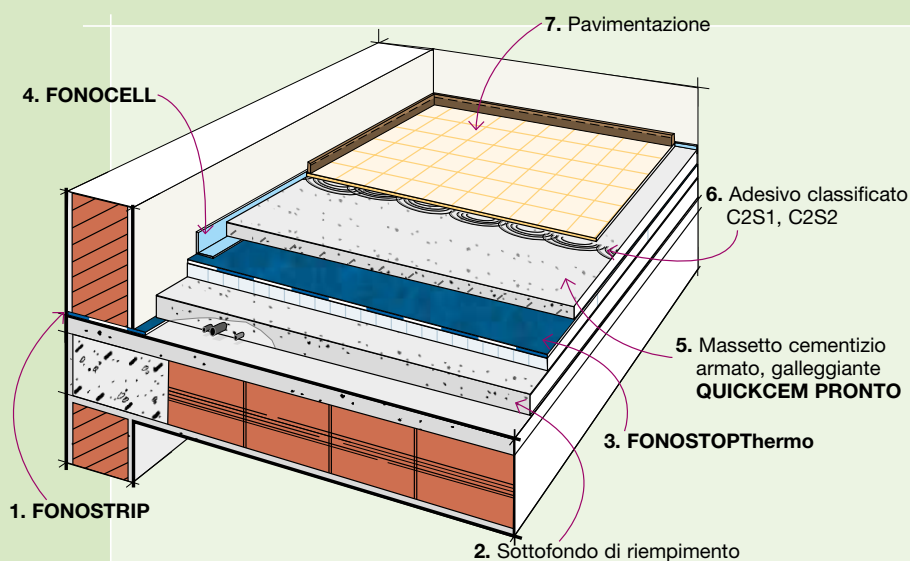 7. Pavimentazione
4. FONOCELL
6. Adesivo classificato
C2S1, C2S2
5. Massetto cementizio
armato, galleggiante
QUICKCEM PRONTO
3. FONOSTOPThermo
1. FONOSTRIP
2. Sottofondo di riempimento